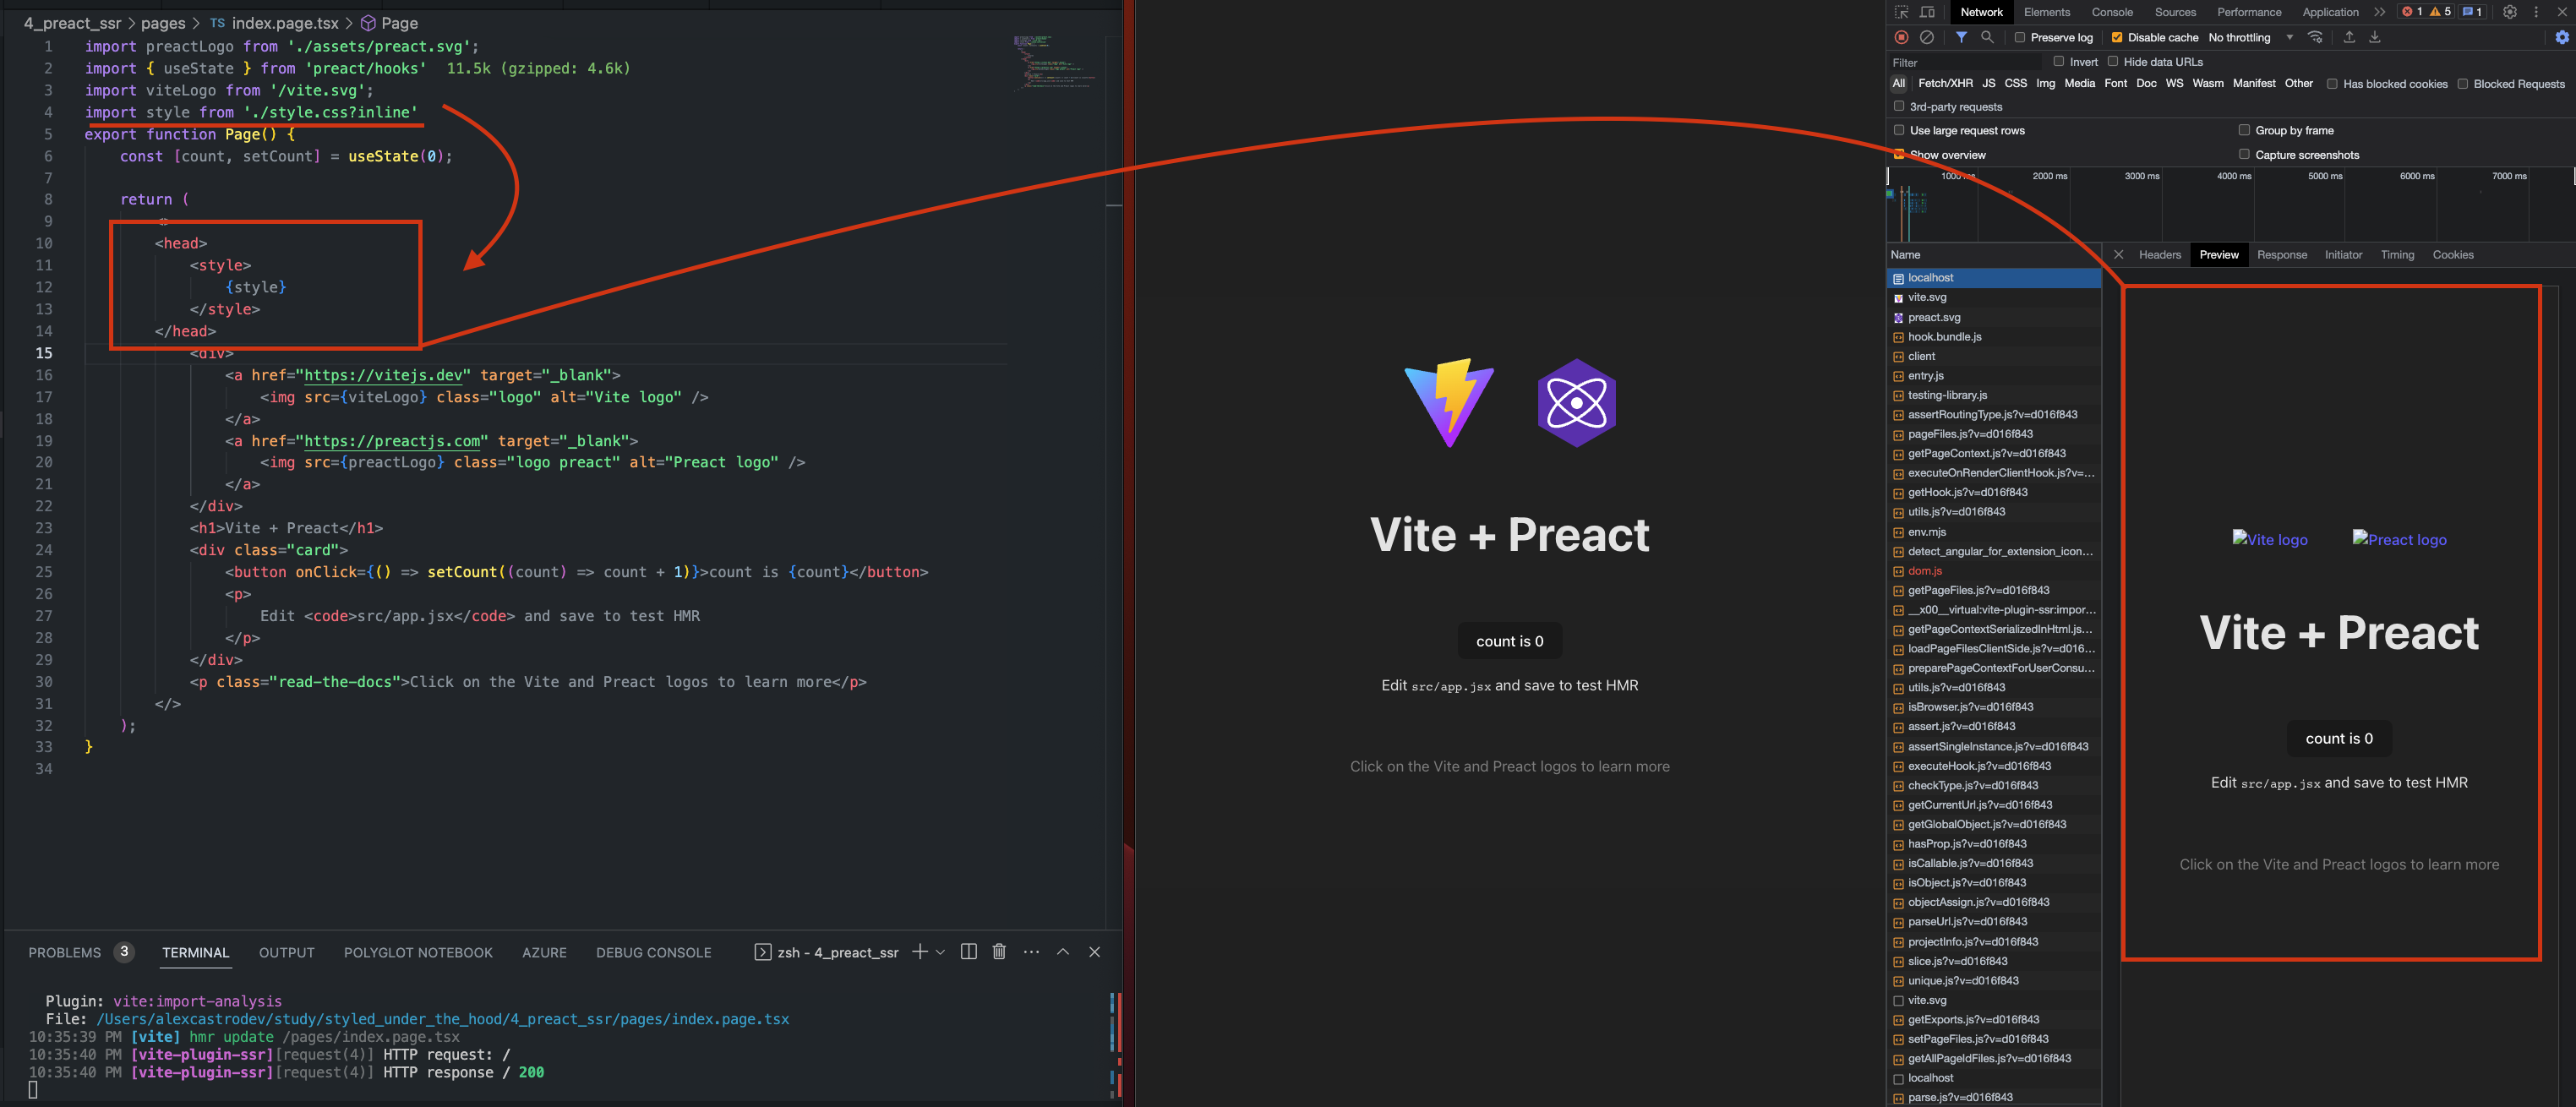 4_preact_ssr > pages > TS index.page.tsx > Page
1 import preactLogo from './assets/preact.svg';
2 import { useState } from 'preact/hooks' 11.5k (gzipped: 4.6k)
3 import viteLogo from '/vite.svg';
4 import style from './style.css?inline'
5 export function Page() {
6 const [count, setCount] = useState(0);
7
8 return (
9 <>
10 <head>
11 <style>
12 {style}
13 </style>
14 </head>
15 <div>
16 <a href="https://vitejs.dev" target="_blank">
17 <img src={viteLogo} class="logo" alt="Vite logo" />
18 </a>
19 <a href="https://preactjs.com" target="_blank">
20 <img src={preactLogo} class="logo preact" alt="Preact logo" />
21 </a>
22 </div>
23 <h1>Vite + Preact</h1>
24 <div class="card">
25 <button onClick={() => setCount((count) => count + 1)}>count is {count}</button>
26 <p>
27 Edit <code>src/app.jsx</code> and save to test HMR
28 </p>
29 </div>
30 <p class="read-the-docs">Click on the Vite and Preact logos to learn more</p>
31 </>
32 );
33 }
34
PROBLEMS 3 TERMINAL OUTPUT POLYGLOT NOTEBOOK AZURE DEBUG CONSOLE zsh - 4_preact_ssr
Plugin: vite:import-analysis
File: /Users/alexcastrodev/study/styled_under_the_hood/4_preact_ssr/pages/index.page.tsx
10:35:39 PM [vite] hmr update /pages/index.page.tsx
10:35:40 PM [vite-plugin-ssr][request(4)] HTTP request: /
10:35:40 PM [vite-plugin-ssr][request(4)] HTTP response / 200
Vite + Preact
count is 0
Edit src/app.jsx and save to test HMR
Click on the Vite and Preact logos to learn more
Network Elements Console Sources Performance Application 1 5 1
Preserve log Disable cache No throttling
Filter Invert Hide data URLs
All Fetch/XHR JS CSS Img Media Font Doc WS Wasm Manifest Other Has blocked cookies Blocked Requests
3rd-party requests
Use large request rows Group by frame
Show overview Capture screenshots
1000 ms 2000 ms 3000 ms 4000 ms 5000 ms 6000 ms 7000 ms
Name
localhost
vite.svg
preact.svg
hook.bundle.js
client
entry.js
testing-library.js
assertRoutingType.js?v=d016f843
pageFiles.js?v=d016f843
getPageContext.js?v=d016f843
executeOnRenderClientHook.js?v=...
getHook.js?v=d016f843
utils.js?v=d016f843
env.mjs
detect_angular_for_extension_icon...
dom.js
getPageFiles.js?v=d016f843
__x00__virtual:vite-plugin-ssr:impor...
getPageContextSerializedInHtml.js...
loadPageFilesClientSide.js?v=d016...
preparePageContextForUserConsu...
utils.js?v=d016f843
isBrowser.js?v=d016f843
assert.js?v=d016f843
assertSingleInstance.js?v=d016f843
executeHook.js?v=d016f843
checkType.js?v=d016f843
getCurrentUrl.js?v=d016f843
getGlobalObject.js?v=d016f843
hasProp.js?v=d016f843
isCallable.js?v=d016f843
isObject.js?v=d016f843
objectAssign.js?v=d016f843
parseUrl.js?v=d016f843
projectInfo.js?v=d016f843
slice.js?v=d016f843
unique.js?v=d016f843
vite.svg
getExports.js?v=d016f843
setPageFiles.js?v=d016f843
getAllPageIdFiles.js?v=d016f843
localhost
parse.js?v=d016f843
Headers Preview Response Initiator Timing Cookies
Vite logo Preact logo
Vite + Preact
count is 0
Edit src/app.jsx and save to test HMR
Click on the Vite and Preact logos to learn more